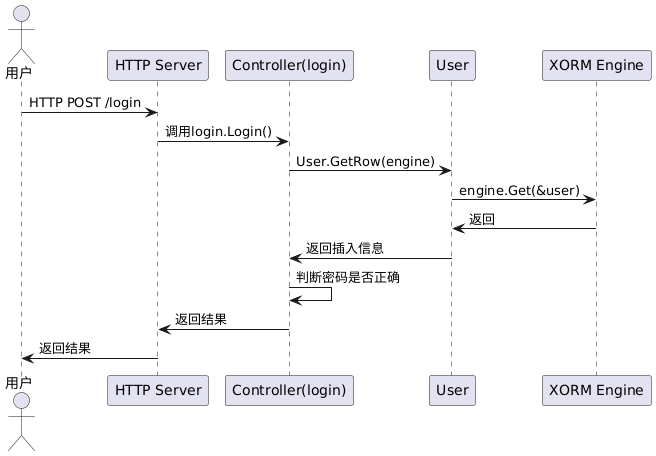 用户
HTTP Server
Controller(login)
User
XORM Engine
HTTP POST /login
调用login.Login()
User.GetRow(engine)
engine.Get(&user)
返回
返回插入信息
判断密码是否正确
返回结果
返回结果
用户
HTTP Server
Controller(login)
User
XORM Engine